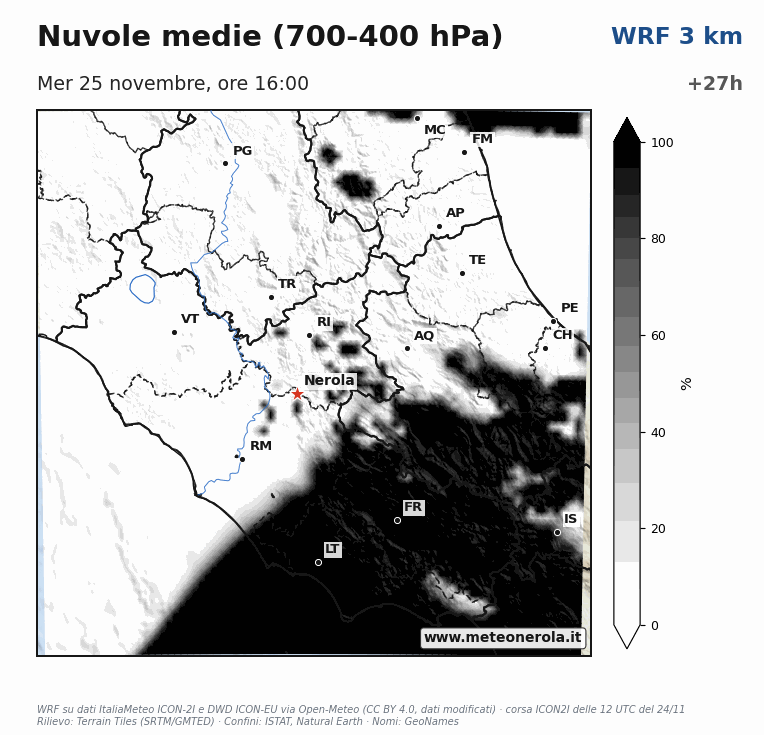 Nuvole medie (700-400 hPa)
WRF 3 km
Mer 25 novembre, ore 16:00
+27h
MC
FM
PG
AP
TE
TR
PE
VT
RI
AQ
CH
Nerola
RM
FR
IS
LT
www.meteonerola.it
100
80
60
40
20
0
%
WRF su dati ItaliaMeteo ICON-2I e DWD ICON-EU via Open-Meteo (CC BY 4.0, dati modificati) · corsa ICON2I delle 12 UTC del 24/11
Rilievo: Terrain Tiles (SRTM/GMTED) · Confini: ISTAT, Natural Earth · Nomi: GeoNames